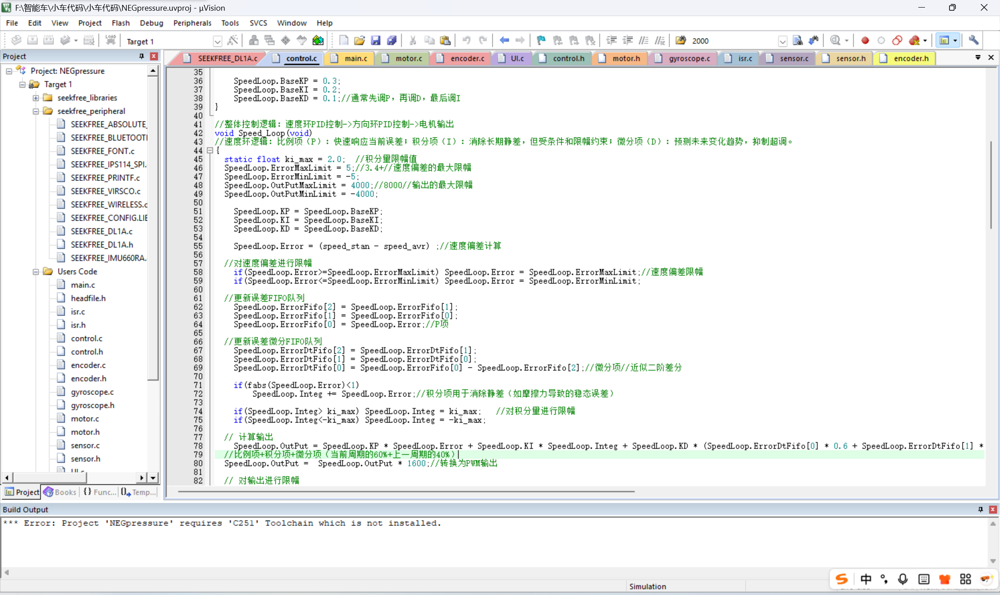 F:\智能车\小车代码\小车代码\NEGpressure.uvproj - µVision
File Edit View Project Flash Debug Peripherals Tools SVCS Window Help
LOAD Target 1 2000
Project
SEEKFREE_DL1A.c control.c main.c motor.c encoder.c UI.c control.h motor.h gyroscope.c isr.c sensor.c sensor.h encoder.h
Project: NEGpressure
Target 1
seekfree_libraries
seekfree_peripheral
SEEKFREE_ABSOLUTE_
SEEKFREE_BLUETOOTH
SEEKFREE_FONT.c
SEEKFREE_IPS114_SPI.
SEEKFREE_PRINTF.c
SEEKFREE_VIRSCO.c
SEEKFREE_WIRELESS.c
SEEKFREE_CONFIG.LIB
SEEKFREE_DL1A.c
SEEKFREE_DL1A.h
SEEKFREE_IMU660RA.
Users Code
main.c
headfile.h
isr.c
isr.h
control.c
control.h
encoder.c
encoder.h
gyroscope.c
gyroscope.h
motor.c
motor.h
sensor.c
sensor.h
UI.c
Project Books {} Func... Temp...
35
36 SpeedLoop.BaseKP = 0.3;
37 SpeedLoop.BaseKI = 0.2;
38 SpeedLoop.BaseKD = 0.1;//通常先调P，再调D，最后调I
39 }
40
41 //整体控制逻辑：速度环PID控制->方向环PID控制->电机输出
42 void Speed_Loop(void)
43 //速度环逻辑：比例项（P）：快速响应当前误差；积分项（I）：消除长期静差，但受条件和限幅约束；微分项（D）：预测未来变化趋势，抑制超调。
44 {
45 static float ki_max = 2.0; //积分量限幅值
46 SpeedLoop.ErrorMaxLimit = 5;//3.4+//速度偏差的最大限幅
47 SpeedLoop.ErrorMinLimit = -5;
48 SpeedLoop.OutPutMaxLimit = 4000;//8000//输出的最大限幅
49 SpeedLoop.OutPutMinLimit = -4000;
50
51 SpeedLoop.KP = SpeedLoop.BaseKP;
52 SpeedLoop.KI = SpeedLoop.BaseKI;
53 SpeedLoop.KD = SpeedLoop.BaseKD;
54
55 SpeedLoop.Error = (speed_stan - speed_avr) ;//速度偏差计算
56
57 //对速度偏差进行限幅
58 if(SpeedLoop.Error>=SpeedLoop.ErrorMaxLimit) SpeedLoop.Error = SpeedLoop.ErrorMaxLimit;//速度偏差限幅
59 if(SpeedLoop.Error<=SpeedLoop.ErrorMinLimit) SpeedLoop.Error = SpeedLoop.ErrorMinLimit;
60
61 //更新误差FIFO队列
62 SpeedLoop.ErrorFifo[2] = SpeedLoop.ErrorFifo[1];
63 SpeedLoop.ErrorFifo[1] = SpeedLoop.ErrorFifo[0];
64 SpeedLoop.ErrorFifo[0] = SpeedLoop.Error;//P项
65
66 //更新误差微分FIFO队列
67 SpeedLoop.ErrorDtFifo[2] = SpeedLoop.ErrorDtFifo[1];
68 SpeedLoop.ErrorDtFifo[1] = SpeedLoop.ErrorDtFifo[0];
69 SpeedLoop.ErrorDtFifo[0] = SpeedLoop.ErrorFifo[0] - SpeedLoop.ErrorFifo[2];//微分项//近似二阶差分
70
71 if(fabs(SpeedLoop.Error)<1)
72 SpeedLoop.Integ += SpeedLoop.Error;//积分项用于消除静差（如摩擦力导致的稳态误差）
73
74 if(SpeedLoop.Integ> ki_max) SpeedLoop.Integ = ki_max; //对积分量进行限幅
75 if(SpeedLoop.Integ<-ki_max) SpeedLoop.Integ = -ki_max;
76
77 // 计算输出
78 SpeedLoop.OutPut = SpeedLoop.KP * SpeedLoop.Error + SpeedLoop.KI * SpeedLoop.Integ + SpeedLoop.KD * (SpeedLoop.ErrorDtFifo[0] * 0.6 + SpeedLoop.ErrorDtFifo[1] *
79 //比例项+积分项+微分项（当前周期的60%+上一周期的40%）
80 SpeedLoop.OutPut = SpeedLoop.OutPut * 1600;//转换为PWM输出
81
82 // 对输出进行限幅
Build Output
*** Error: Project 'NEGpressure' requires 'C251' Toolchain which is not installed.
Simulation
中